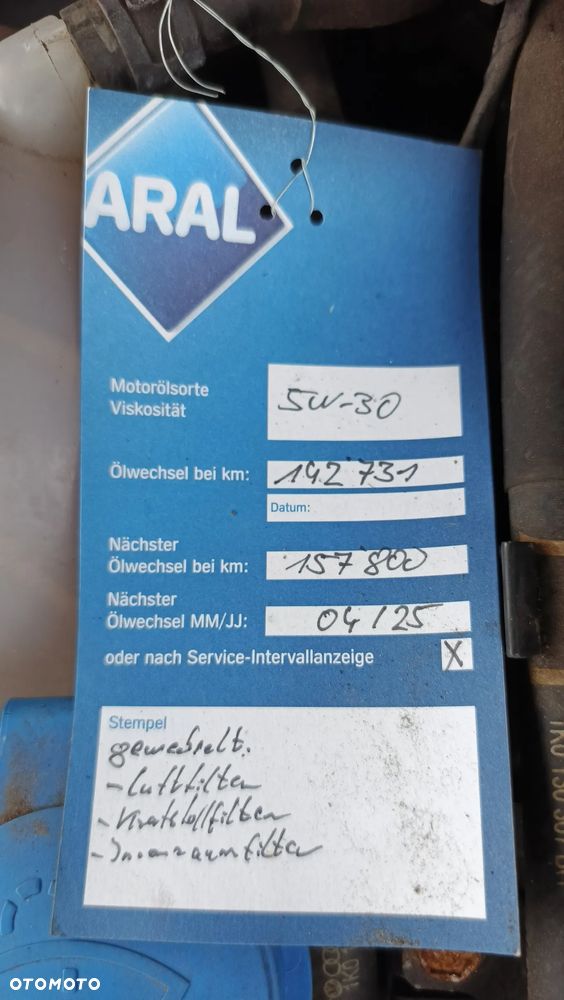 ARAL
Motorölsorte
Viskosität
5W-30
Ölwechsel bei km: 142 731
Datum:
Nächster
Ölwechsel bei km: 157 800
Nächster
Ölwechsel MM/JJ: 04/25
oder nach Service-Intervallanzeige X
Stempel
gewechselt:
- Luftfilter
- Kraftstofffilter
- Innenraumfilter
1K0
OTOMOTO